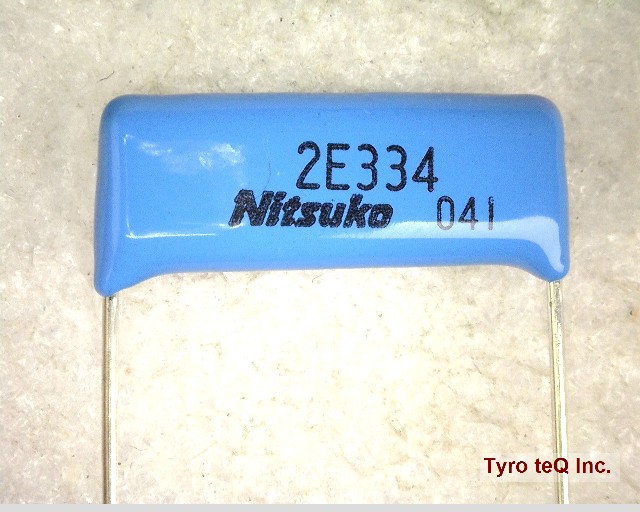 2E334
Nitsuko 041
Tyro teQ Inc.